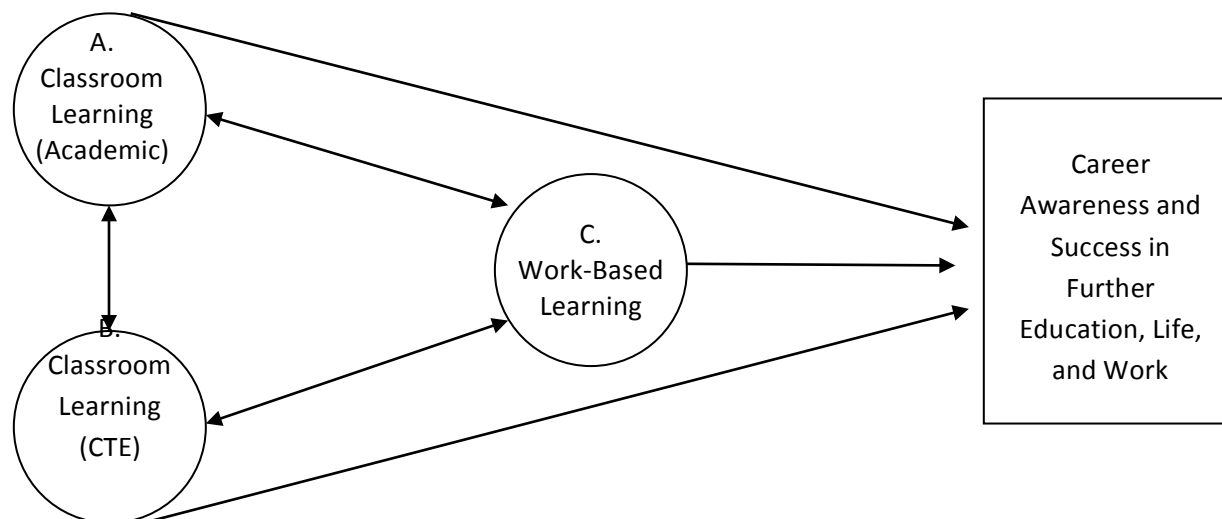 A.
Classroom
Learning
(Academic)
B.
Classroom
Learning
(CTE)
C.
Work-Based
Learning
Career
Awareness and
Success in
Further
Education, Life,
and Work